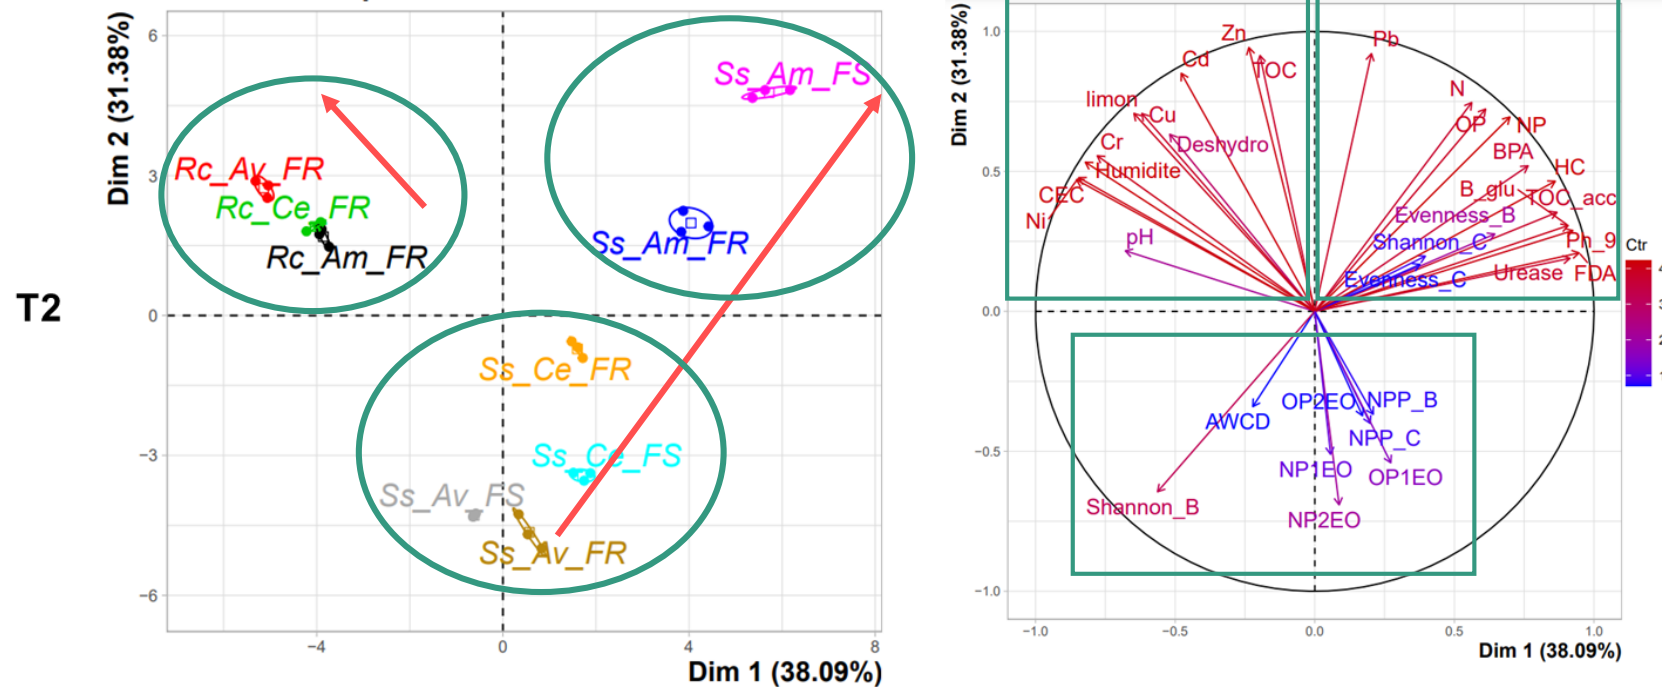 T2
Dim 2 (31.38%)
6
3
0
−3
−6
Ss_Am_FS
Rc_Av_FR
Rc_Ce_FR
Ss_Am_FR
Rc_Am_FR
Ss_Ce_FR
Ss_Ce_FS
Ss_Av_FS
Ss_Av_FR
−4
0
4
8
Dim 1 (38.09%)
Dim 2 (31.38%)
1.0
0.5
0.0
−0.5
−1.0
Zn
Pb
Cd
TOC
N
limon
Cu
OP
NP
Cr
Deshydro
BPA
Humidite
HC
CEC
B_glu
TOC_acc
Ni
Evenness_B
pH
Shannon_C
Ph_9
Evenness_C
Urease
FDA
AWCD
OP2EO
NPP_B
NPP_C
NP1EO
OP1EO
Shannon_B
NP2EO
−1.0
−0.5
0.0
0.5
1.0
Dim 1 (38.09%)
Ctr
4
3
2
1